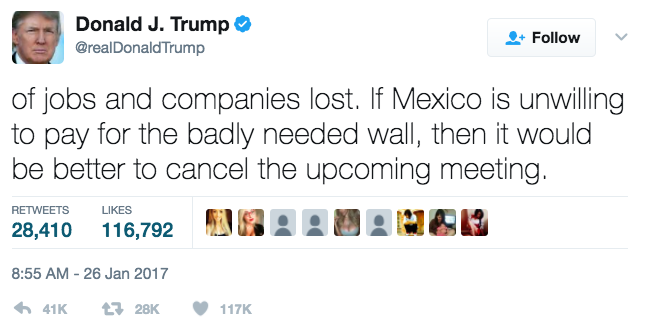 Donald J. Trump
@realDonaldTrump
Follow
of jobs and companies lost. If Mexico is unwilling
to pay for the badly needed wall, then it would
be better to cancel the upcoming meeting.
RETWEETS LIKES
28,410 116,792
8:55 AM - 26 Jan 2017
41K 28K 117K